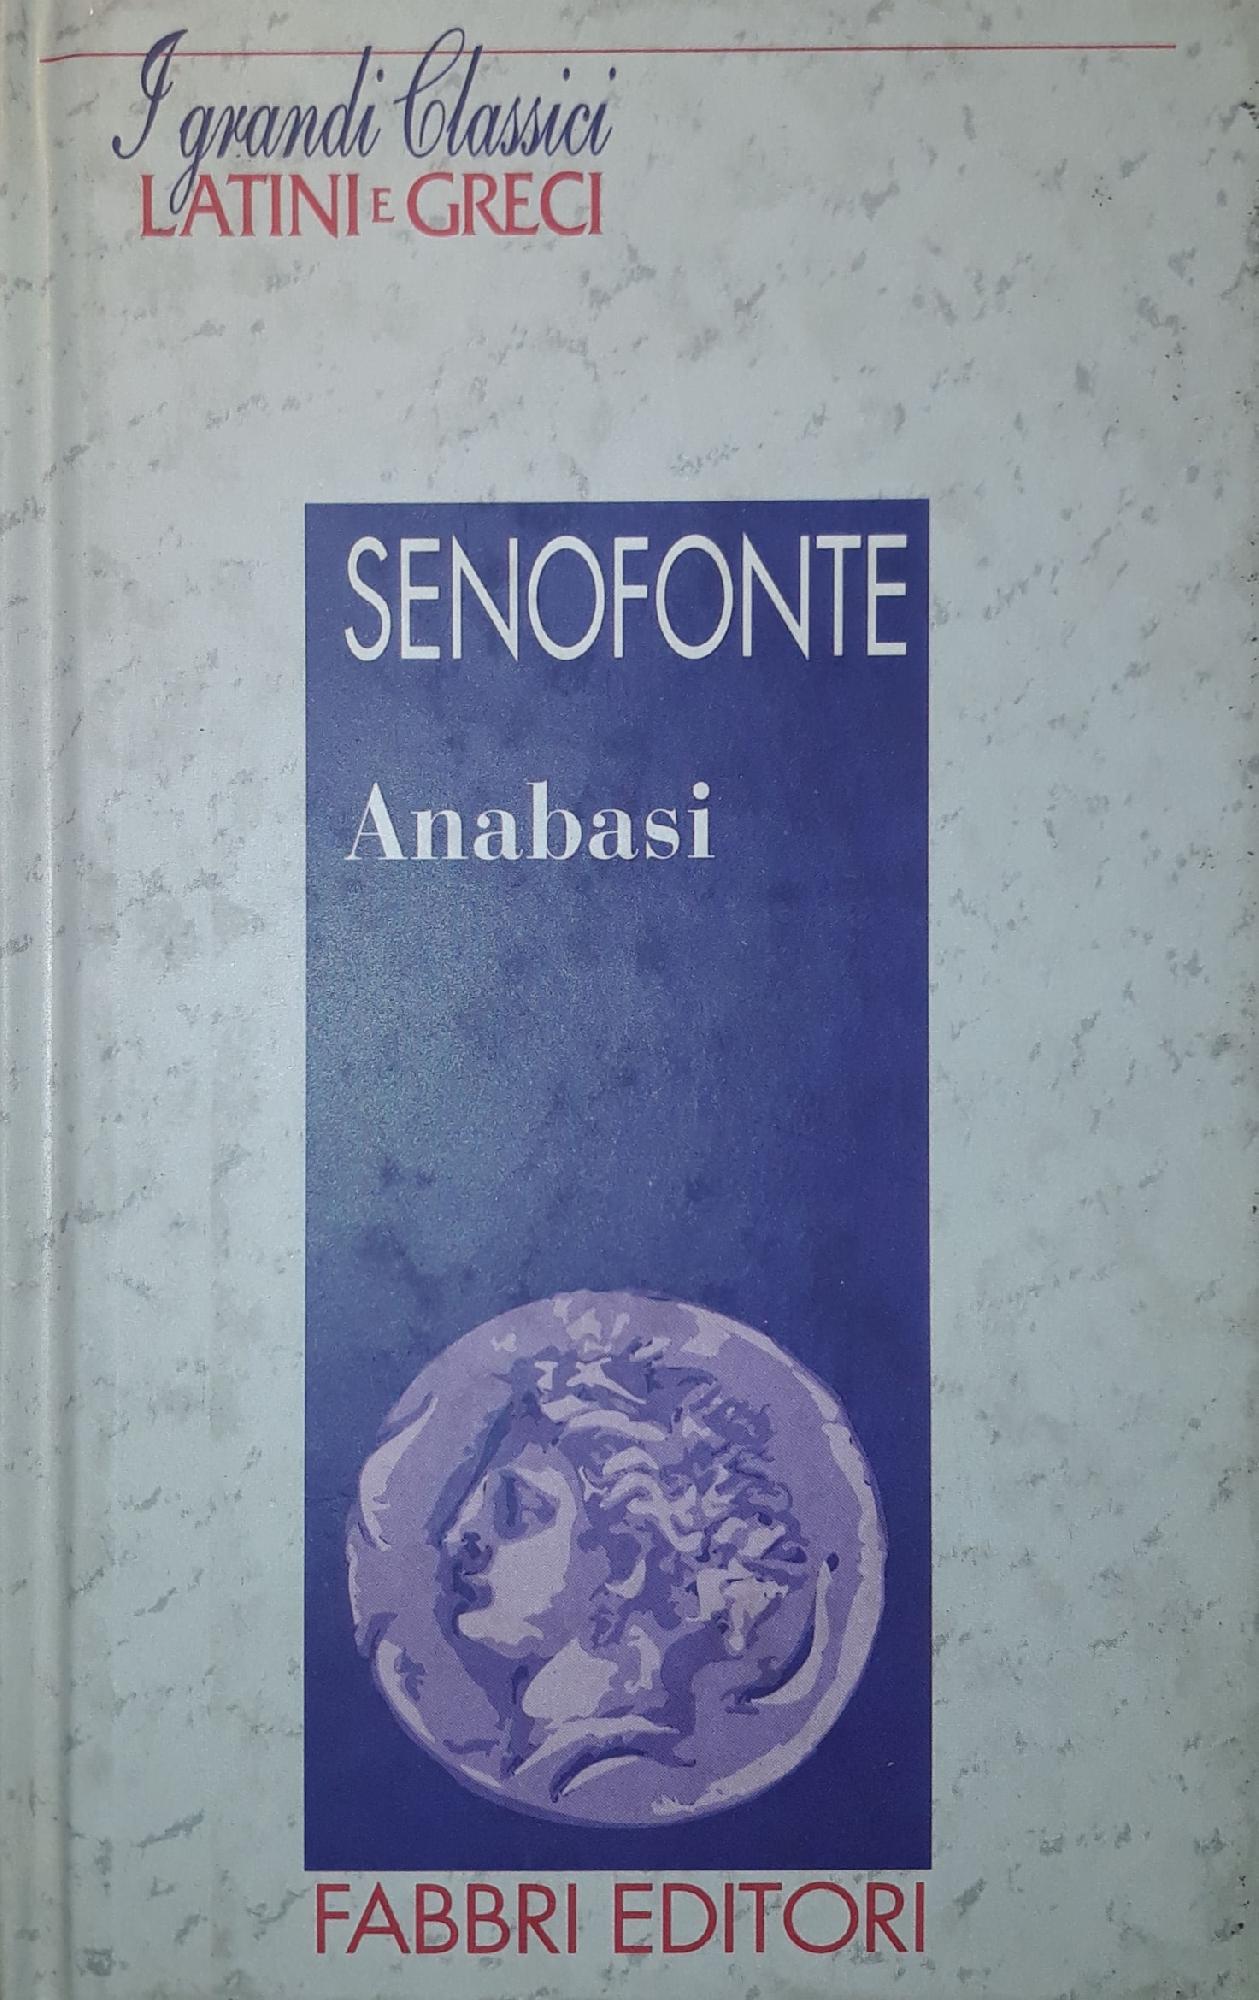 I grandi Classici
LATINI E GRECI
SENOFONTE
Anabasi
FABBRI EDITORI